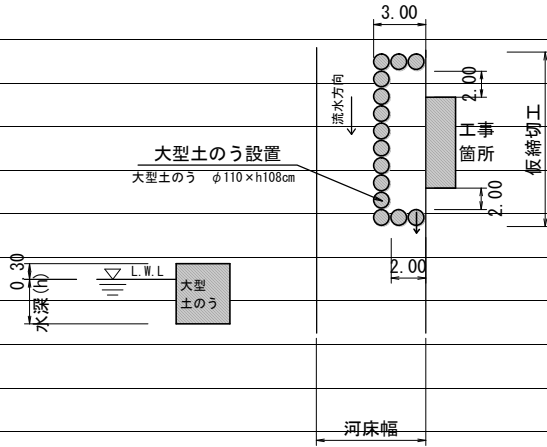 3.00
流水方向
2.00
工事
箇所
仮締切工
大型土のう設置
大型土のう φ110×h108cm
2.00
2.00
0.30
L.W.L
水深(h)
大型
土のう
河床幅